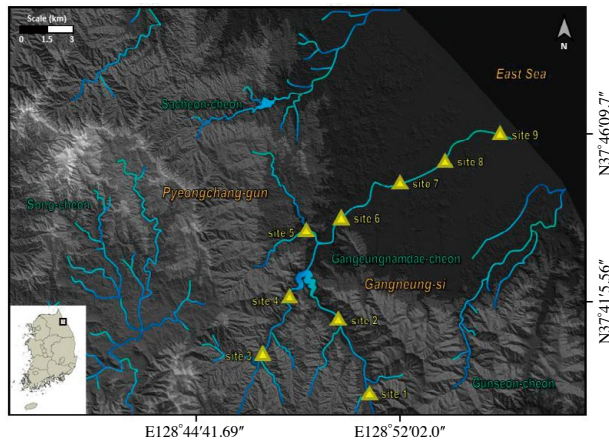 Scale (km)
0 1.5 3
N
East Sea
Sacheon-cheon
site 9
site 8
site 7
Pyeongchang-gun
Song-cheon
site 6
site 5
Gangeungnamdae-cheon
Gangneung-si
site 4
site 2
site 3
Gunseon-cheon
site 1
N37°46′09.7″
N37°41′15.56″
E128°44′41.69″
E128°52′02.0″